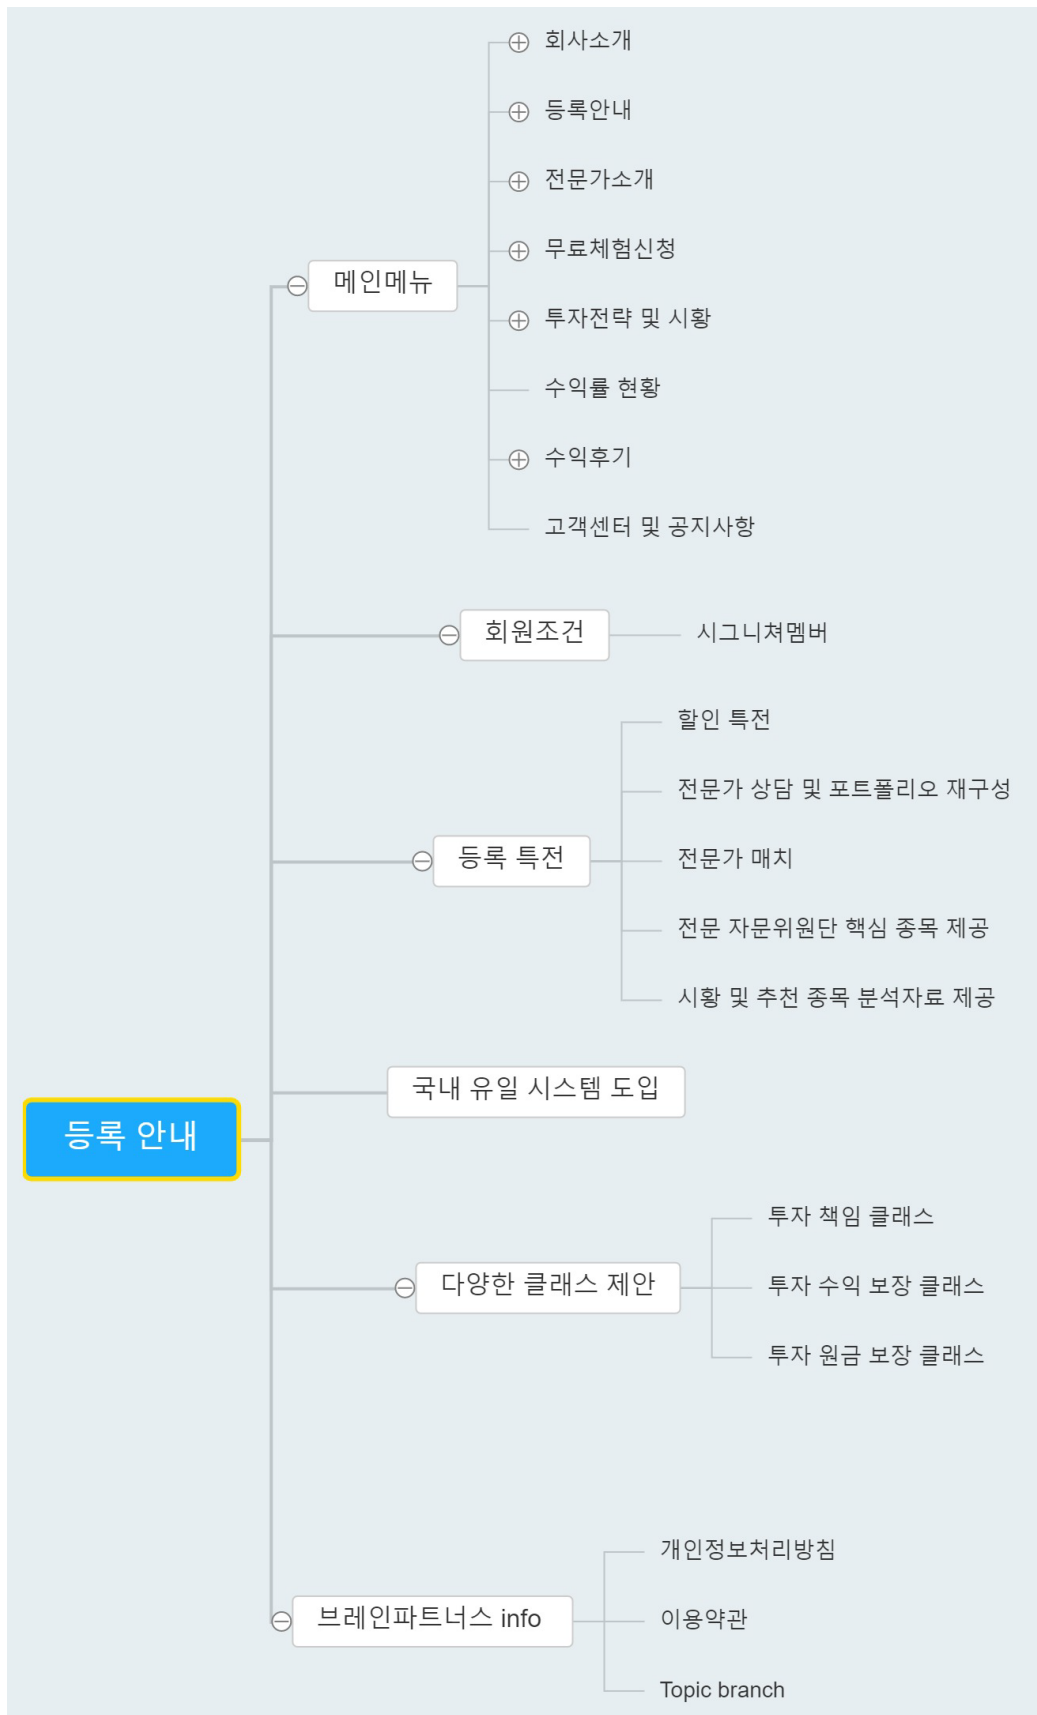 회사소개
등록안내
전문가소개
무료체험신청
메인메뉴
투자전략 및 시황
수익률 현황
수익후기
고객센터 및 공지사항
회원조건
시그니쳐멤버
할인 특전
전문가 상담 및 포트폴리오 재구성
등록 특전
전문가 매치
전문 자문위원단 핵심 종목 제공
시황 및 추천 종목 분석자료 제공
국내 유일 시스템 도입
등록 안내
투자 책임 클래스
다양한 클래스 제안
투자 수익 보장 클래스
투자 원금 보장 클래스
개인정보처리방침
브레인파트너스 info
이용약관
Topic branch